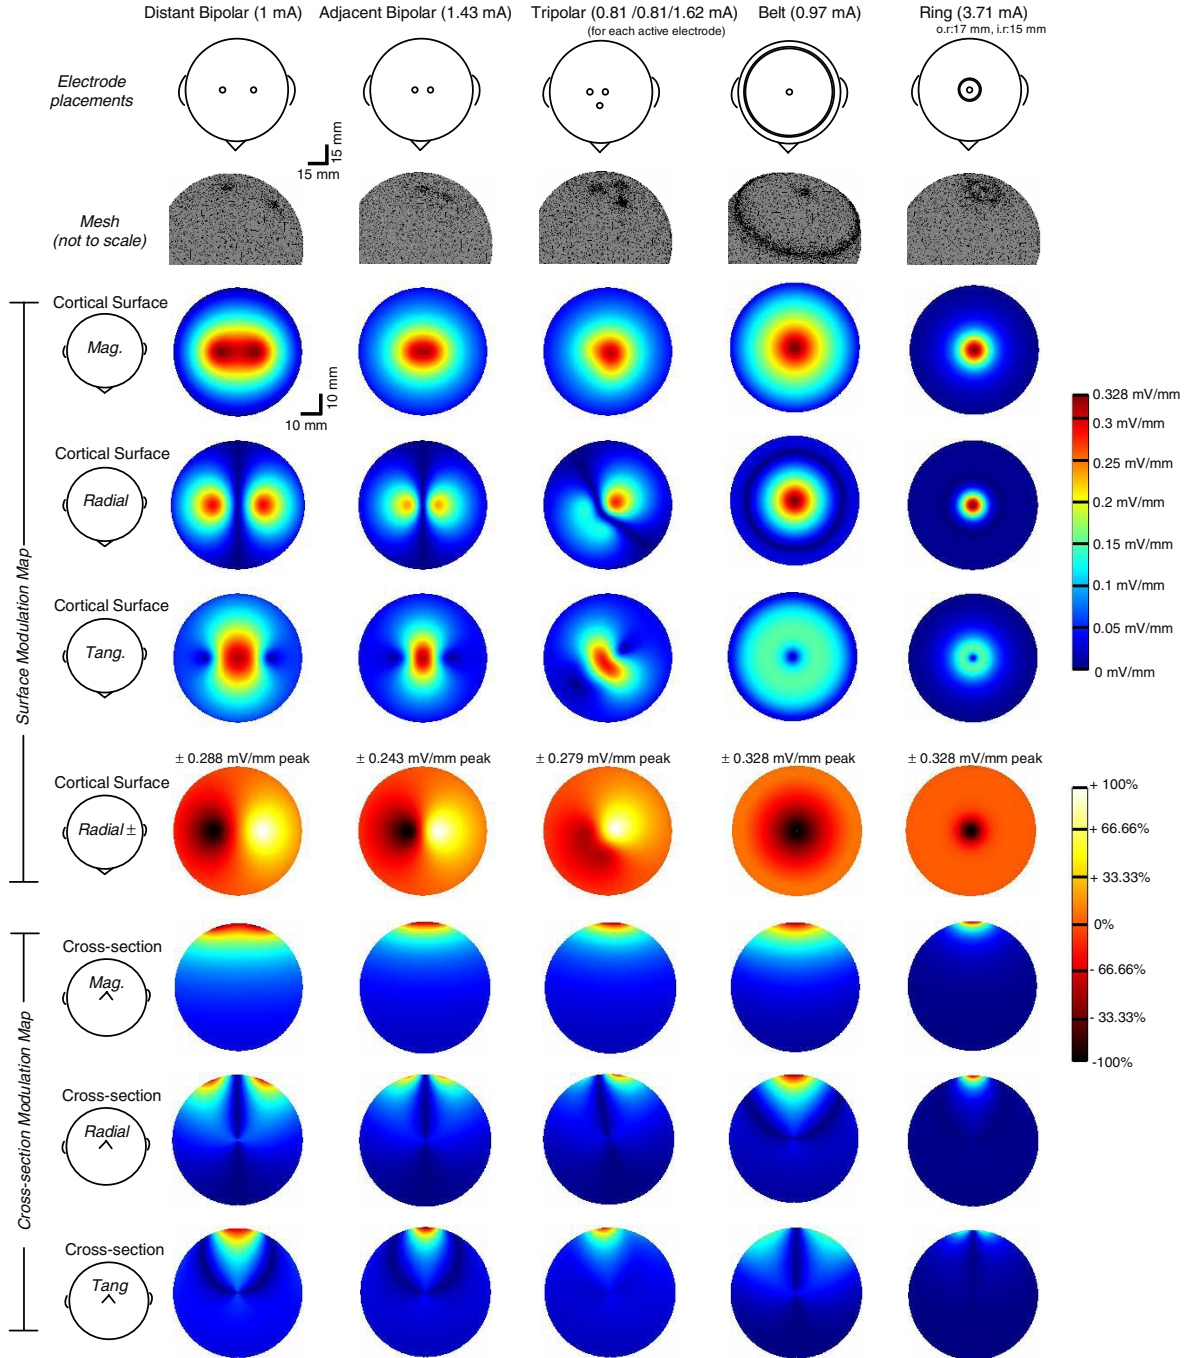 Distant Bipolar (1 mA)
Adjacent Bipolar (1.43 mA)
Tripolar (0.81 /0.81/1.62 mA)
(for each active electrode)
Belt (0.97 mA)
Ring (3.71 mA)
o.r:17 mm, i.r:15 mm
Electrode
placements
15 mm
15 mm
Mesh
(not to scale)
Surface Modulation Map
Cortical Surface
Mag.
10 mm
10 mm
Cortical Surface
Radial
Cortical Surface
Tang.
0.328 mV/mm
0.3 mV/mm
0.25 mV/mm
0.2 mV/mm
0.15 mV/mm
0.1 mV/mm
0.05 mV/mm
0 mV/mm
± 0.288 mV/mm peak
± 0.243 mV/mm peak
± 0.279 mV/mm peak
± 0.328 mV/mm peak
± 0.328 mV/mm peak
Cortical Surface
Radial ±
+ 100%
+ 66.66%
+ 33.33%
0%
- 66.66%
- 33.33%
-100%
Cross-section Modulation Map
Cross-section
Mag.
Cross-section
Radial
Cross-section
Tang